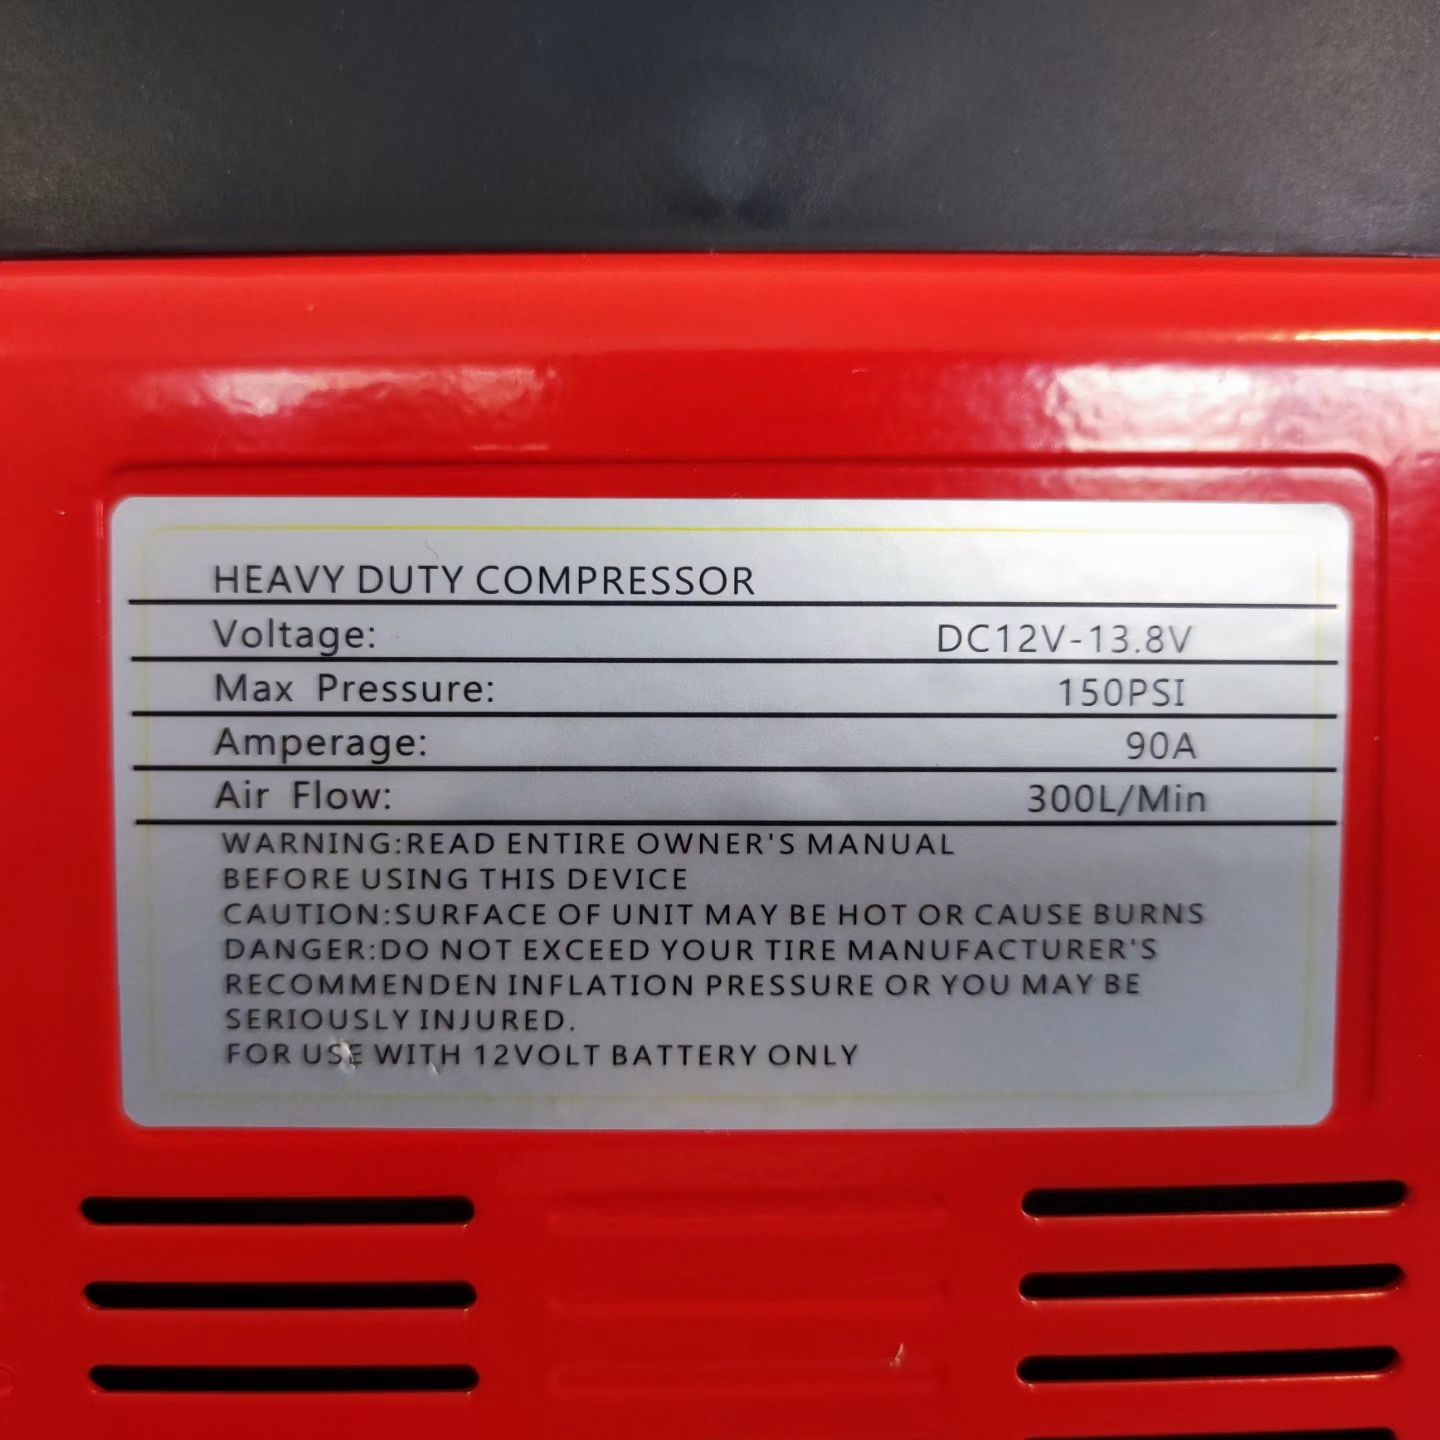 HEAVY DUTY COMPRESSOR
Voltage: DC12V-13.8V
Max Pressure: 150PSI
Amperage: 90A
Air Flow: 300L/Min
WARNING:READ ENTIRE OWNER'S MANUAL
BEFORE USING THIS DEVICE
CAUTION:SURFACE OF UNIT MAY BE HOT OR CAUSE BURNS
DANGER:DO NOT EXCEED YOUR TIRE MANUFACTURER'S
RECOMMENDEN INFLATION PRESSURE OR YOU MAY BE
SERIOUSLY INJURED.
FOR USE WITH 12VOLT BATTERY ONLY